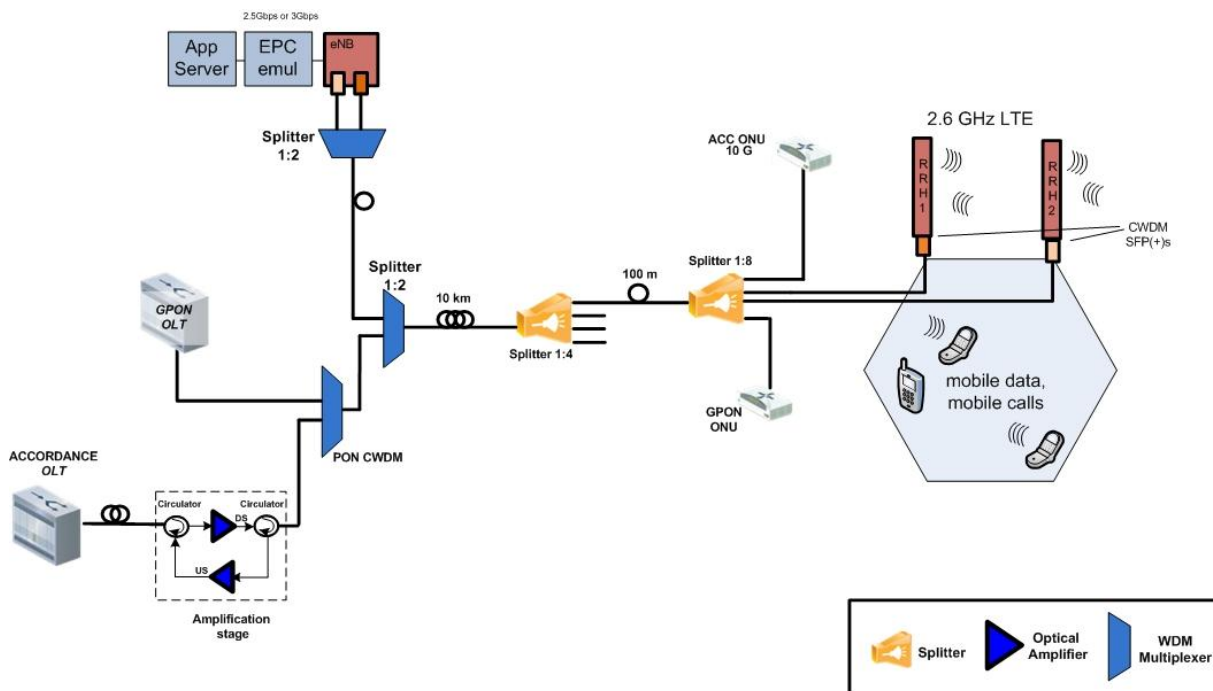 2.5Gbps or 3Gbps
App
Server
EPC
emul
eNB
Splitter
1:2
GPON
OLT
Splitter
1:2
10 km
Splitter 1:4
100 m
Splitter 1:8
ACC ONU
10 G
GPON
ONU
2.6 GHz LTE
RRH1
RRH2
CWDM
SFP(+)s
mobile data,
mobile calls
PON CWDM
ACCORDANCE
OLT
Circulator
Circulator
DS
US
Amplification
stage
Splitter
Optical
Amplifier
WDM
Multiplexer